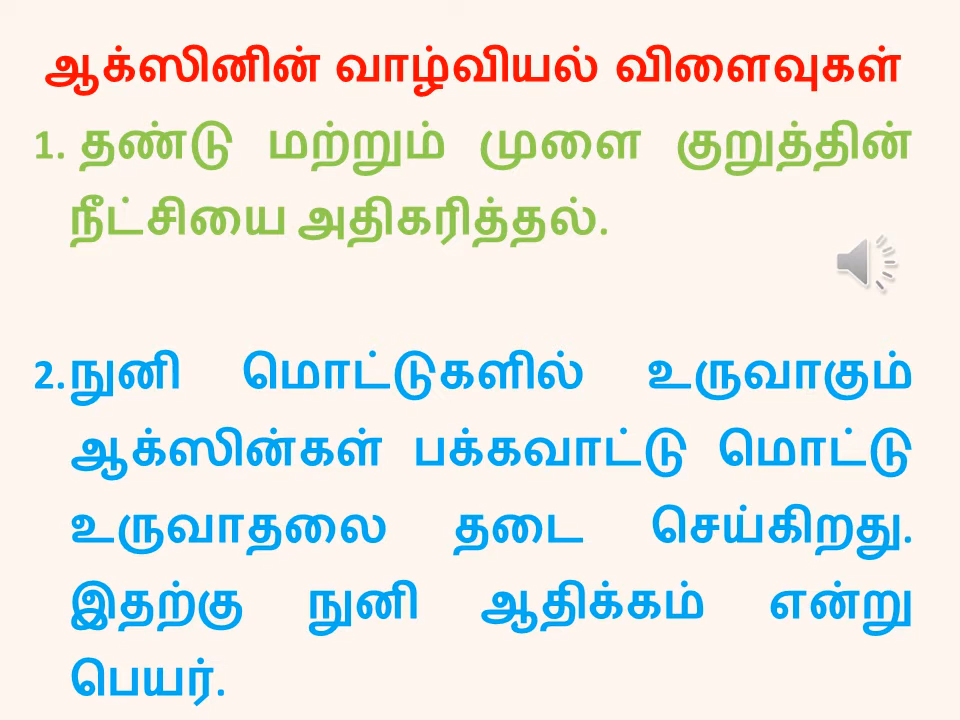 ஆக்ஸினின் வாழ்வியல் விளைவுகள்
1. தண்டு மற்றும் முளை குறுத்தின்
நீட்சியை அதிகரித்தல்.
2.நுனி மொட்டுகளில் உருவாகும்
ஆக்ஸின்கள் பக்கவாட்டு மொட்டு
உருவாதலை தடை செய்கிறது.
இதற்கு நுனி ஆதிக்கம் என்று
பெயர்.